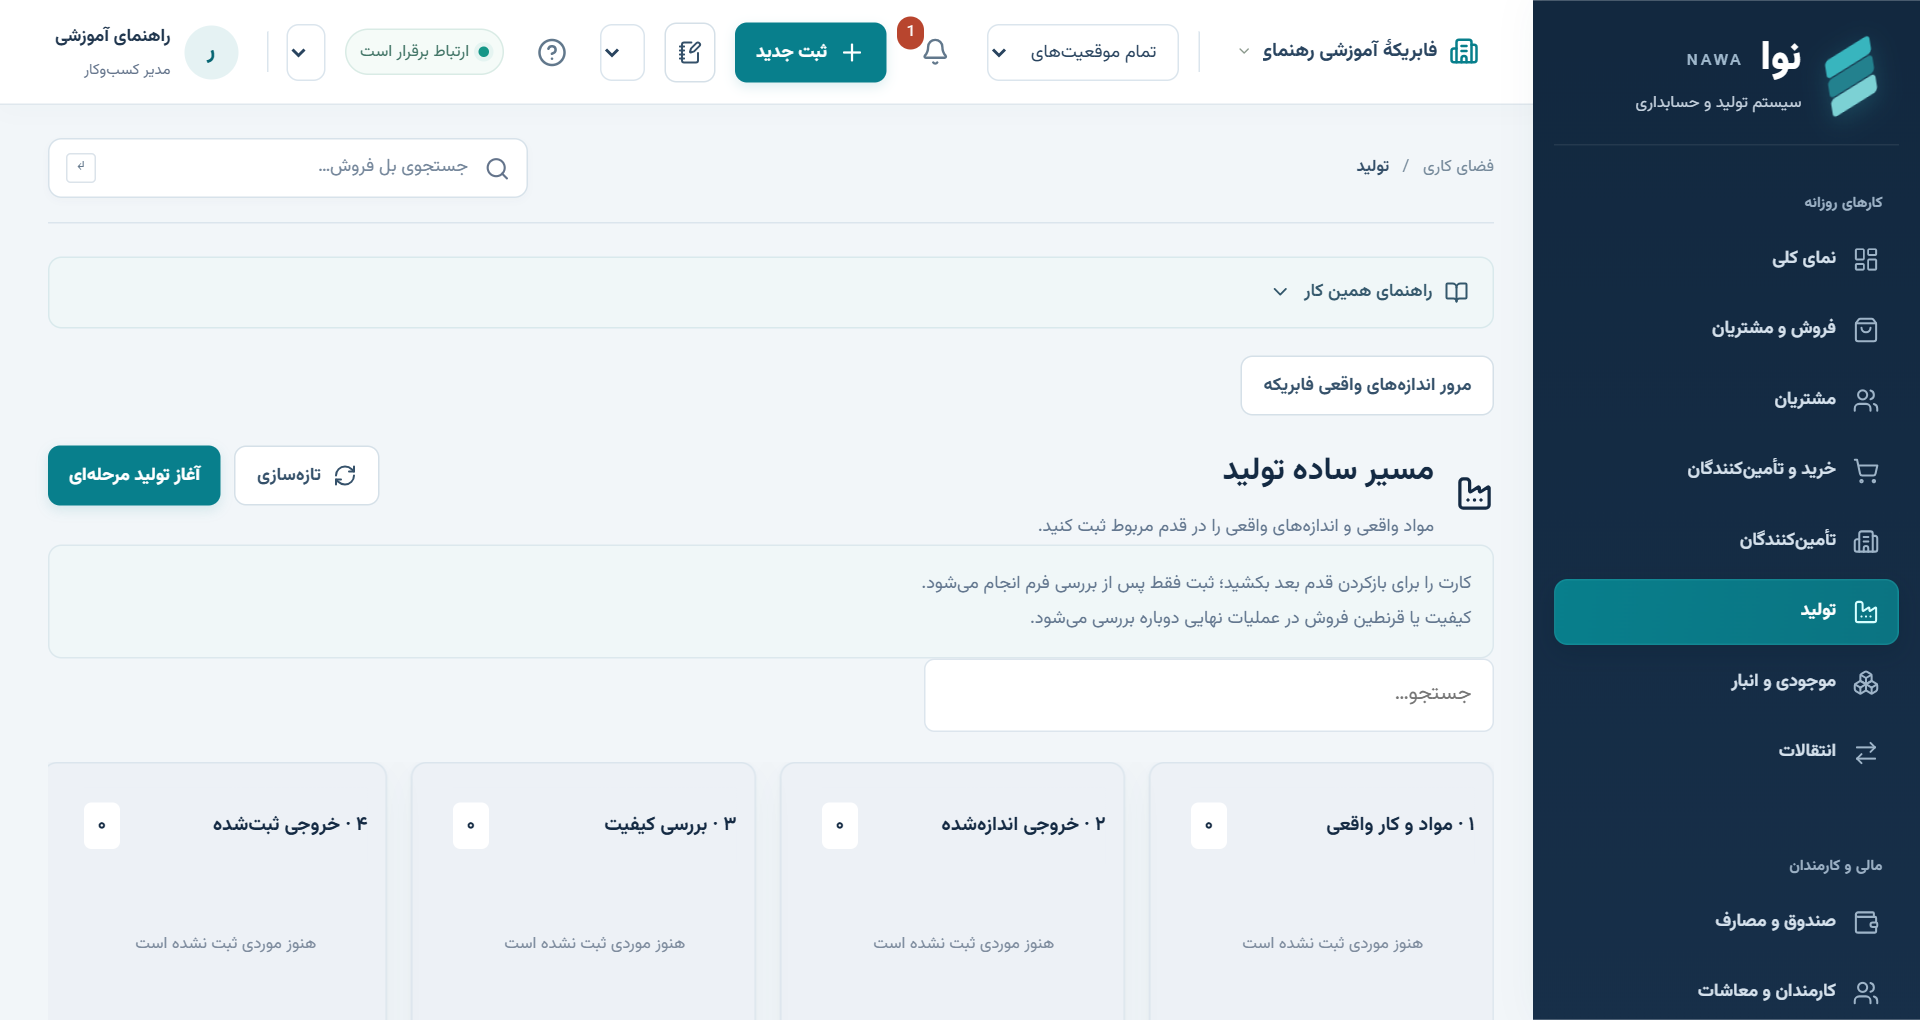 نوا NAWA
سیستم تولید و حسابداری
کارهای روزانه
نمای کلی
فروش و مشتریان
مشتریان
خرید و تأمین‌کنندگان
تأمین‌کنندگان
تولید
موجودی و انبار
انتقالات
مالی و کارمندان
صندوق و مصارف
کارمندان و معاشات
فابریکهٔ آموزشی رهنمای
تمام موقعیت‌های
1
ثبت جدید
ارتباط برقرار است
ر
راهنمای آموزشی
مدیر کسب‌وکار
فضای کاری / تولید
جستجوی بل فروش...
راهنمای همین کار
مرور اندازه‌های واقعی فابریکه
مسیر ساده تولید
مواد واقعی و اندازه‌های واقعی را در قدم مربوط ثبت کنید.
تازه‌سازی
آغاز تولید مرحله‌ای
کارت را برای بازکردن قدم بعد بکشید؛ ثبت فقط پس از بررسی فرم انجام می‌شود.
کیفیت یا قرنطین فروش در عملیات نهایی دوباره بررسی می‌شود.
جستجو...
۱ · مواد و کار واقعی ۰
هنوز موردی ثبت نشده است
۲ · خروجی اندازه‌شده ۰
هنوز موردی ثبت نشده است
۳ · بررسی کیفیت ۰
هنوز موردی ثبت نشده است
۴ · خروجی ثبت‌شده ۰
هنوز موردی ثبت نشده است